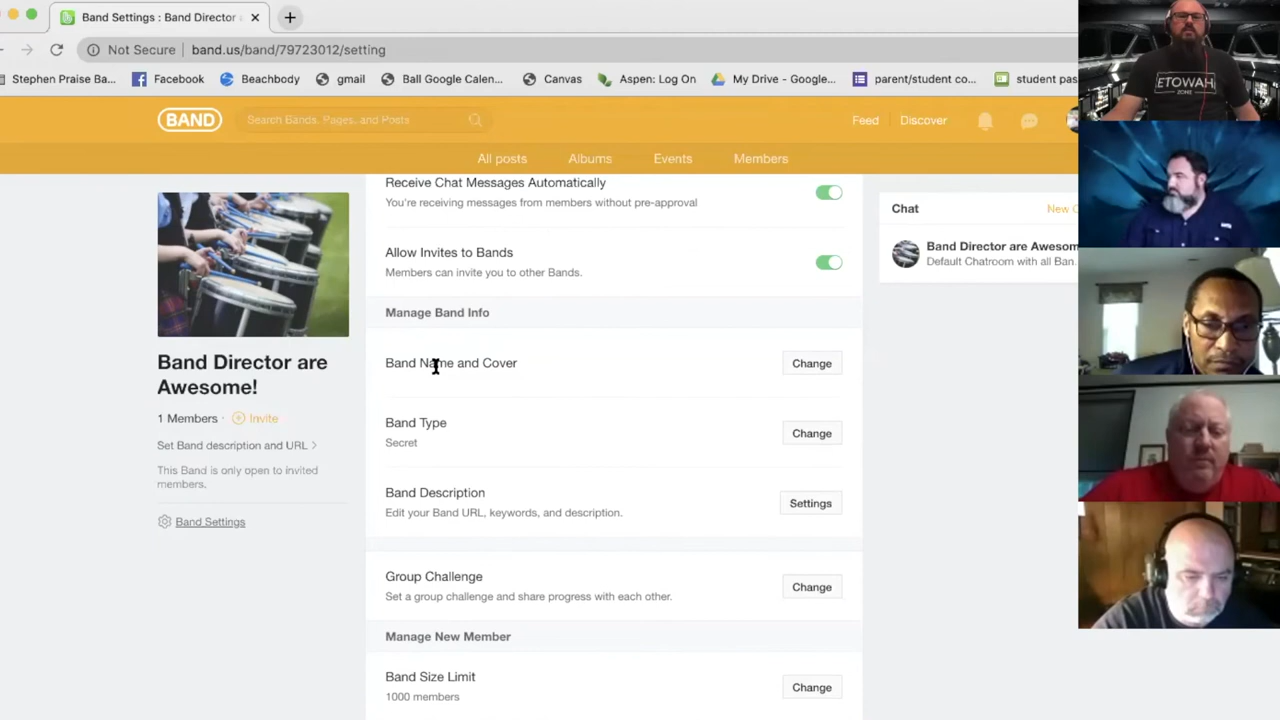 Band Settings : Band Director
Not Secure | band.us/band/79723012/setting
Stephen Praise Ba...
Facebook
Beachbody
gmail
Ball Google Calen...
Canvas
Aspen: Log On
My Drive - Google...
parent/student co...
student pas
BAND
Search Bands, Pages, and Posts
Feed
Discover
All posts
Albums
Events
Members
Band Director are
Awesome!
1 Members · Invite
Set Band description and URL
This Band is only open to invited
members.
Band Settings
Receive Chat Messages Automatically
You're receiving messages from members without pre-approval
Allow Invites to Bands
Members can invite you to other Bands.
Manage Band Info
Band Name and Cover
Change
Band Type
Secret
Change
Band Description
Edit your Band URL, keywords, and description.
Settings
Group Challenge
Set a group challenge and share progress with each other.
Change
Manage New Member
Band Size Limit
1000 members
Change
Chat
New C
Band Director are Awesom
Default Chatroom with all Ban.
ETOWAH
ZONE